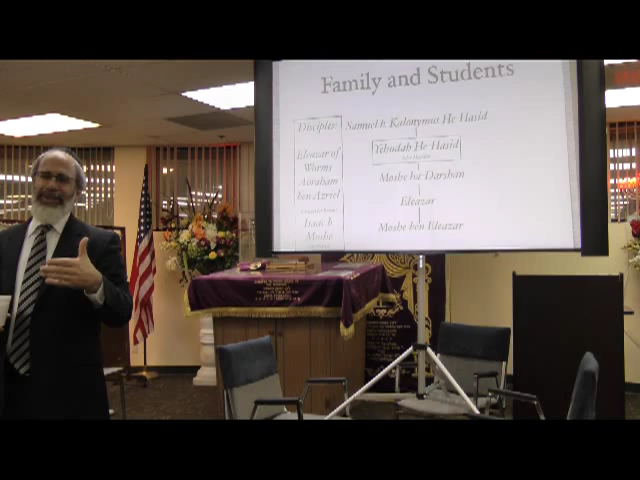 Family and Students
Disciples:
Samuel b. Kalonymus He Hasid
Yehudah He Hasid
Eleazar of
Worms
Avraham
ben Azriel
Isaac b
Moshe
Moshe ha-Darshan
Eleazar
Moshe ben Eleazar